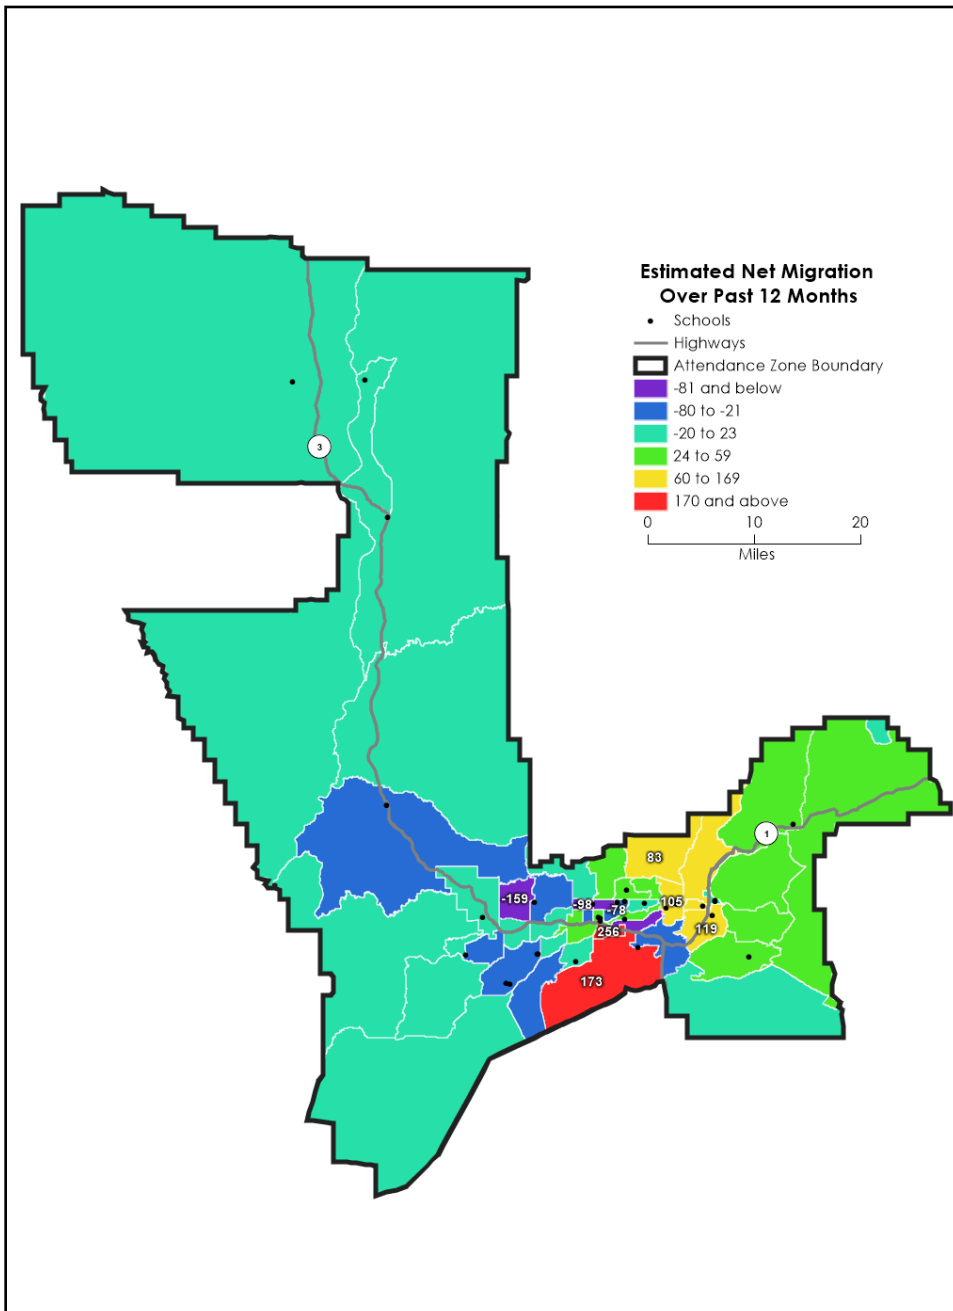 Estimated Net Migration
Over Past 12 Months
Schools
Highways
Attendance Zone Boundary
-81 and below
-80 to -21
-20 to 23
24 to 59
60 to 169
170 and above
0 10 20
Miles
3
1
83
-159
-98
-78
105
256
119
173